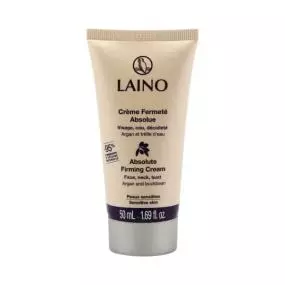 LAINO
Crème Fermeté
Absolue
Visage, cou, décolleté
Argan et trèfle d'eau
95%
Absolute
Firming Cream
Face, neck, bust
Argan and buckbean
Peaux sensibles
Sensitive skin
50 mL 1.69 fl. oz.